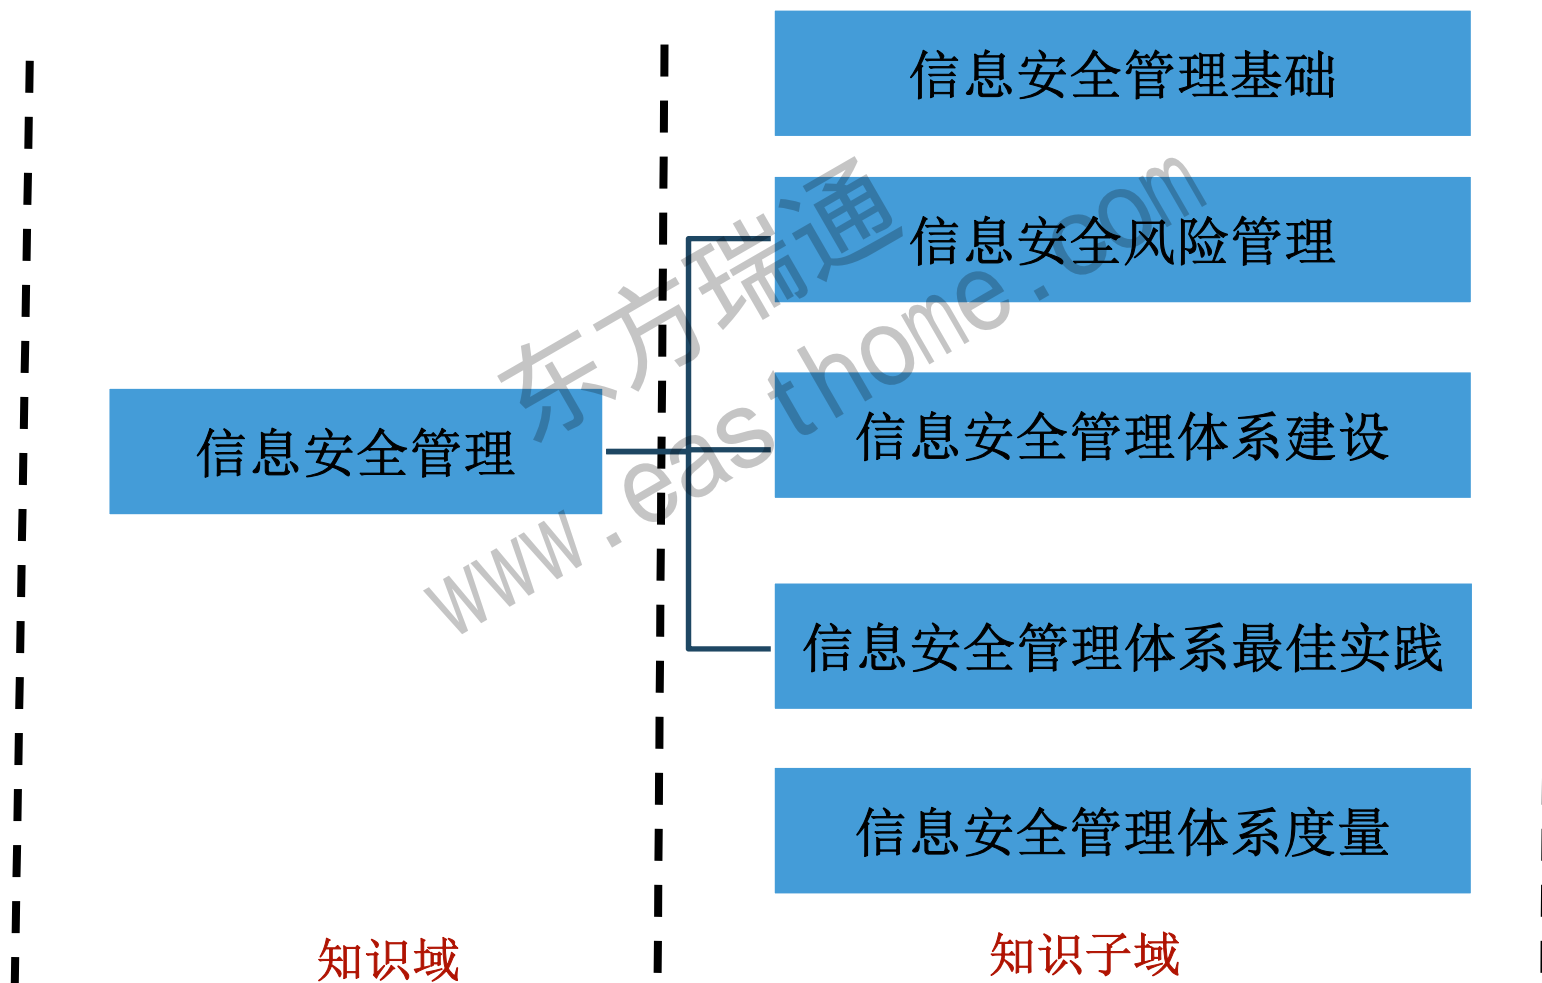 信息安全管理基础
信息安全风险管理
信息安全管理
信息安全管理体系建设
信息安全管理体系最佳实践
信息安全管理体系度量
知识域
知识子域
东方瑞通
www.easthome.com